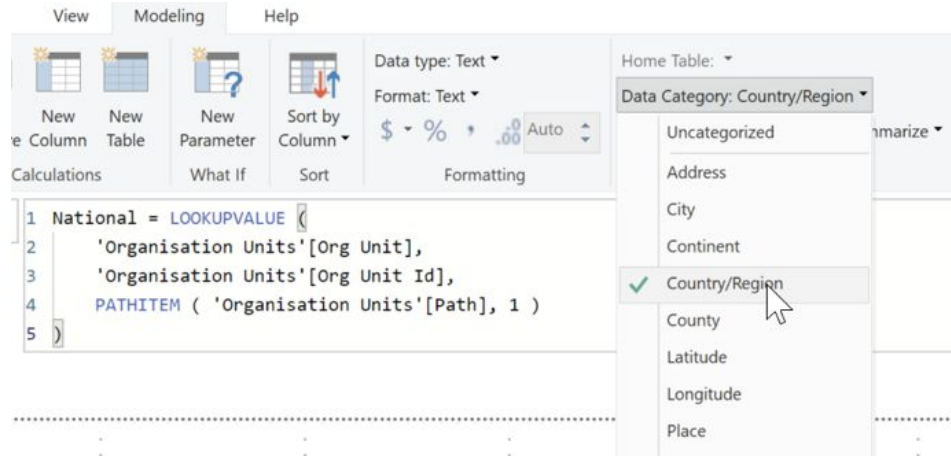 View Modeling Help
New Column
New Table
New Parameter
Sort by Column
Calculations
What If
Sort
Data type: Text
Format: Text
$ % , .00 Auto
Formatting
Home Table:
Data Category: Country/Region
Uncategorized
Address
City
Continent
Country/Region
County
Latitude
Longitude
Place
1 National = LOOKUPVALUE (
2 'Organisation Units'[Org Unit],
3 'Organisation Units'[Org Unit Id],
4 PATHITEM ( 'Organisation Units'[Path], 1 )
5 )